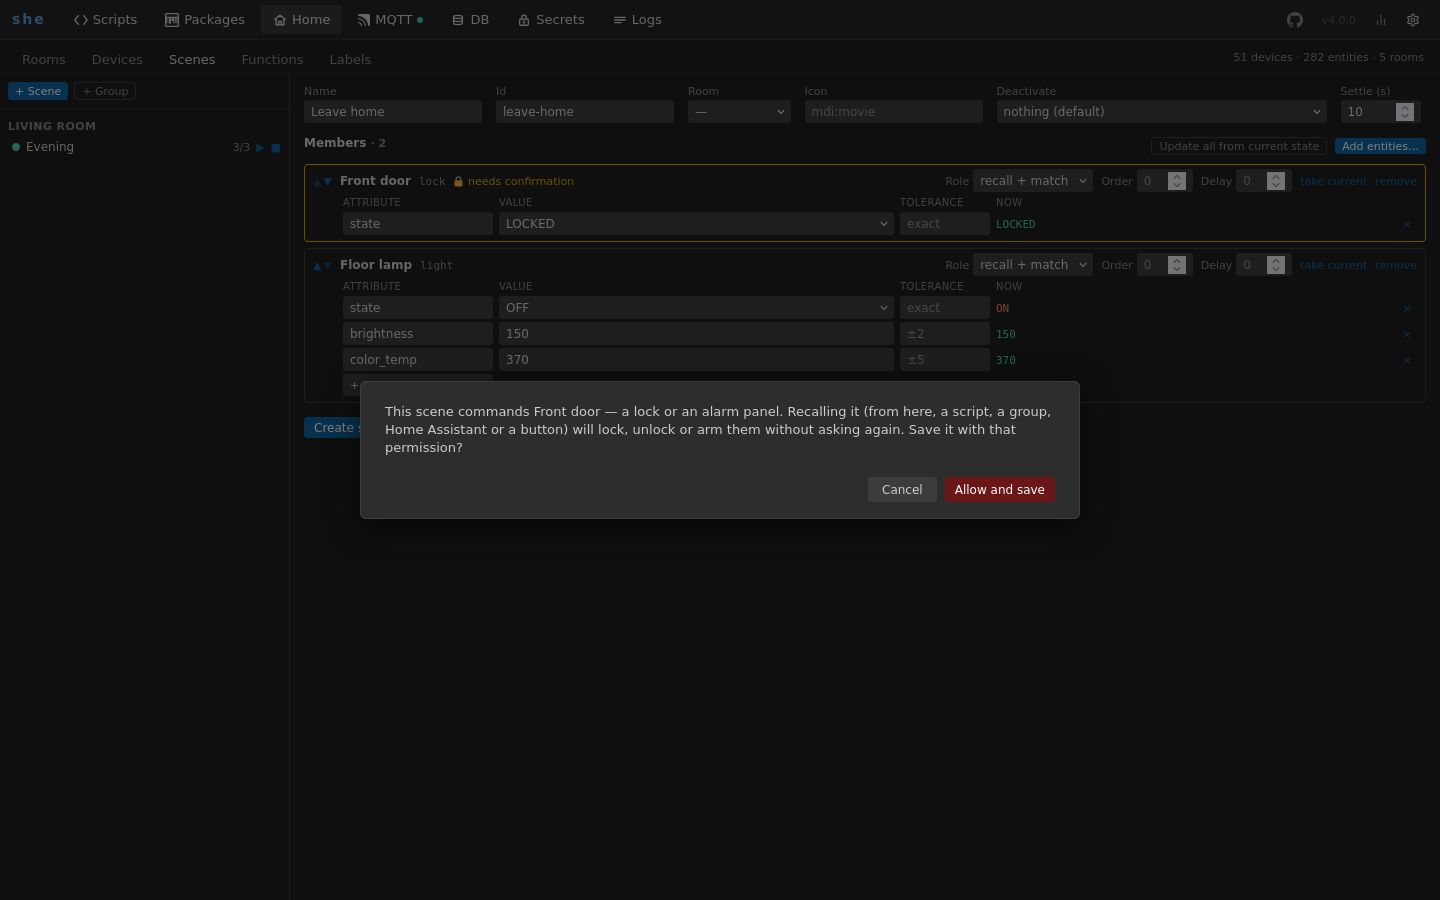 she Scripts Packages Home MQTT DB Secrets Logs v4.0.0
Rooms Devices Scenes Functions Labels 51 devices · 282 entities · 5 rooms
+ Scene + Group
LIVING ROOM
Evening 3/3
Name Id Room Icon Deactivate Settle (s)
Leave home leave-home — mdi:movie nothing (default) 10
Members · 2 Update all from current state Add entities...
Front door lock needs confirmation Role recall + match Order 0 Delay 0 take current remove
ATTRIBUTE VALUE TOLERANCE NOW
state LOCKED exact LOCKED ×
Floor lamp light Role recall + match Order 0 Delay 0 take current remove
ATTRIBUTE VALUE TOLERANCE NOW
state OFF exact ON ×
brightness 150 ±2 150 ×
color_temp 370 ±5 370 ×
+
Create
This scene commands Front door — a lock or an alarm panel. Recalling it (from here, a script, a group,
Home Assistant or a button) will lock, unlock or arm them without asking again. Save it with that
permission?
Cancel Allow and save